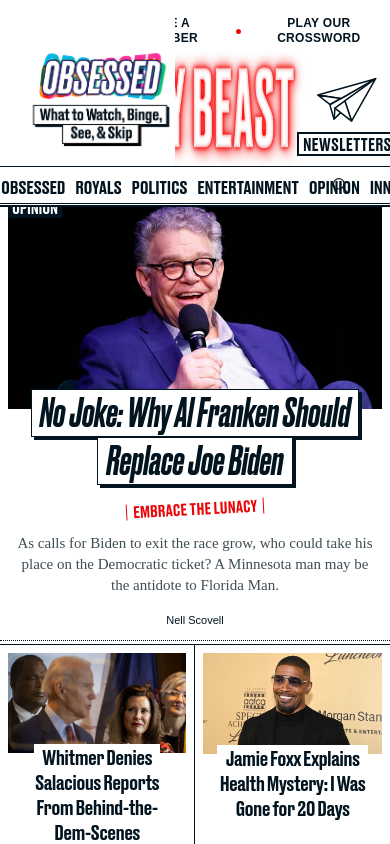 E A
BER
PLAY OUR
CROSSWORD
OBSESSED
What to Watch, Binge,
See, & Skip
Y BEAST
NEWSLETTERS
OBSESSED ROYALS POLITICS ENTERTAINMENT OPINION INN
OPINION
No Joke: Why Al Franken Should
Replace Joe Biden
EMBRACE THE LUNACY
As calls for Biden to exit the race grow, who could take his
place on the Democratic ticket? A Minnesota man may be
the antidote to Florida Man.
Nell Scovell
Whitmer Denies
Salacious Reports
From Behind-the-
Dem-Scenes
Luncheon
Morgan Stan
Jamie Foxx Explains
Health Mystery: I Was
Gone for 20 Days